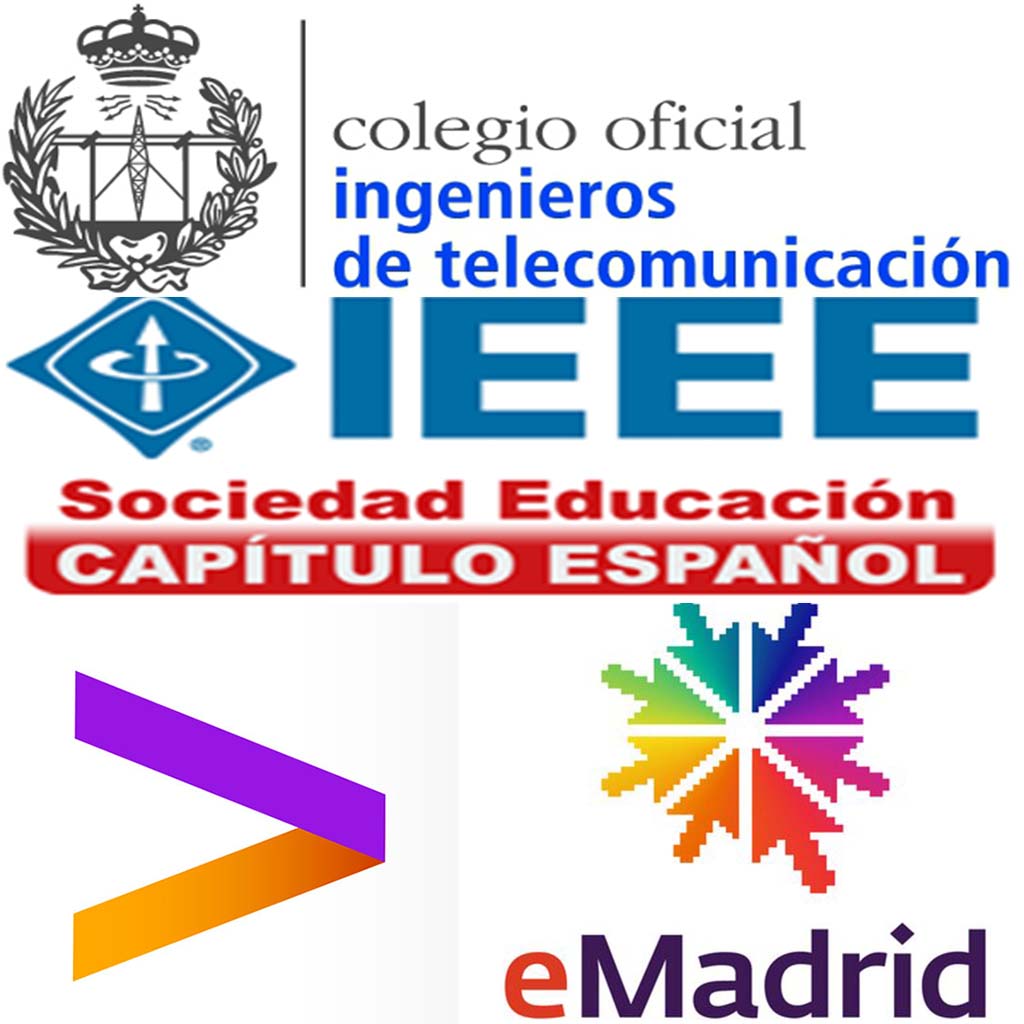 colegio oficial
ingenieros
de telecomunicación
IEEE
Sociedad Educación
CAPÍTULO ESPAÑOL
eMadrid